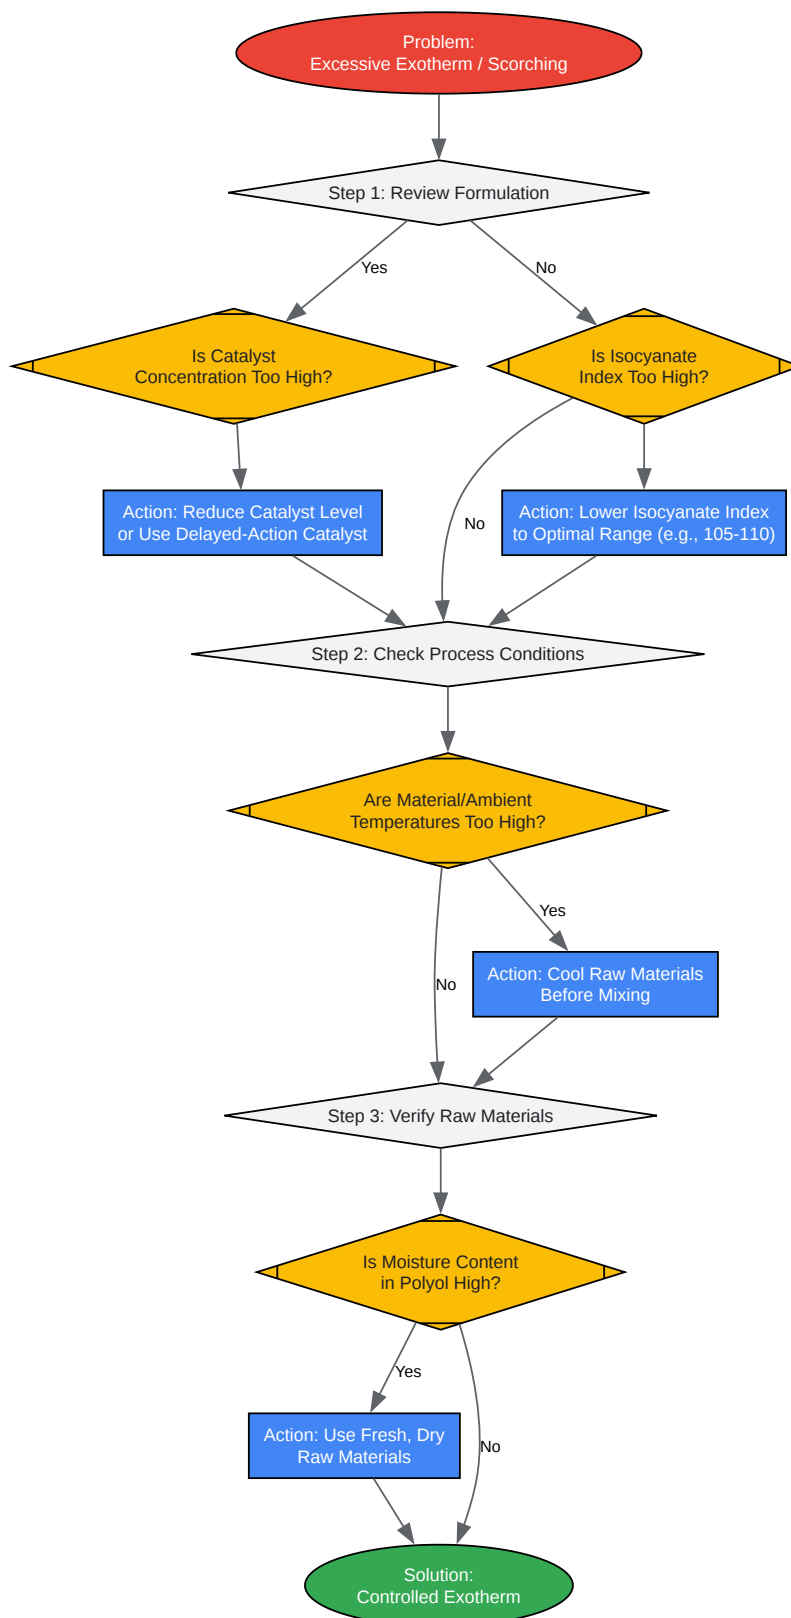 Problem:
Excessive Exotherm / Scorching
Step 1: Review Formulation
Yes
No
Is Catalyst
Concentration Too High?
Is Isocyanate
Index Too High?
Action: Reduce Catalyst Level
or Use Delayed-Action Catalyst
No
Action: Lower Isocyanate Index
to Optimal Range (e.g., 105-110)
Step 2: Check Process Conditions
Are Material/Ambient
Temperatures Too High?
Yes
No
Action: Cool Raw Materials
Before Mixing
Step 3: Verify Raw Materials
Is Moisture Content
in Polyol High?
Yes
Action: Use Fresh, Dry
Raw Materials
No
Solution:
Controlled Exotherm